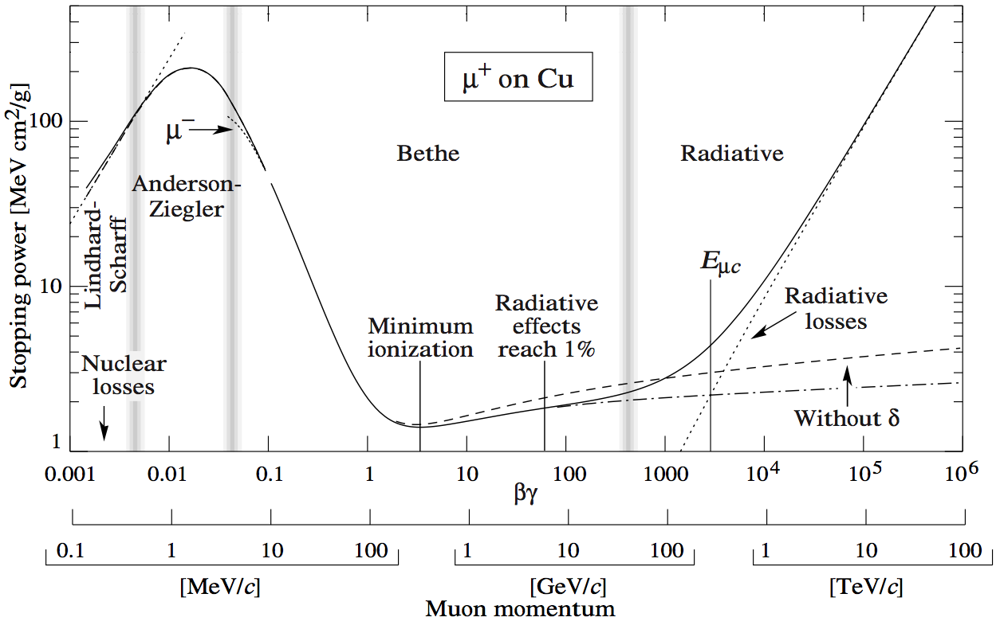 Stopping power [MeV cm²/g]
μ⁺ on Cu
100
10
1
μ⁻
Bethe
Radiative
Anderson-
Ziegler
Lindhard-
Scharff
Eμc
Radiative
losses
Radiative
effects
reach 1%
Minimum
ionization
Nuclear
losses
Without δ
0.001 0.01 0.1 1 10 100 1000 10⁴ 10⁵ 10⁶
βγ
0.1 1 10 100 1 10 100 1 10 100
[MeV/c] [GeV/c] [TeV/c]
Muon momentum